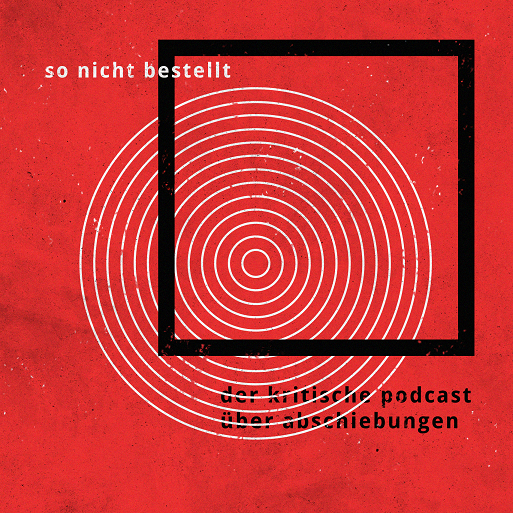 so nicht bestellt
der kritische podcast
über abschiebungen